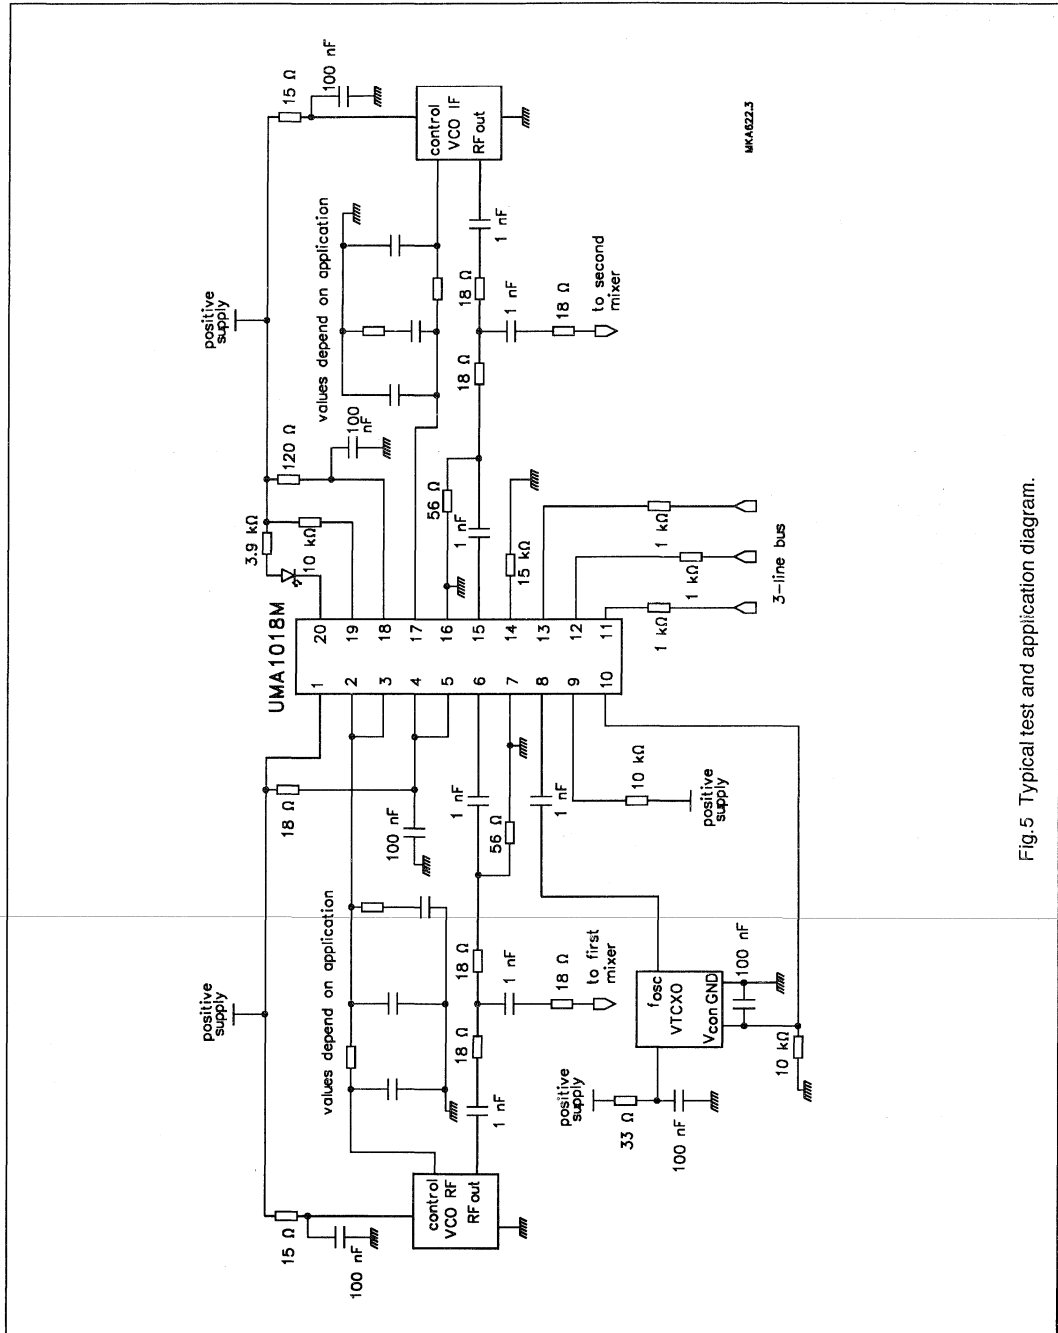 15 Ω
100 nF
control
VCO RF
RFout
positive
supply
values depend on application
1 nF
18 Ω
18 Ω
1 nF
18 Ω
to first
mixer
18 Ω
100 nF
1 nF
56 Ω
1 nF
positive
supply
33 Ω
100 nF
fosc
VTCXO
Vcon GND
100 nF
10 kΩ
10 kΩ
positive
supply
UMA1018M
1
2
3
4
5
6
7
8
9
10
20
19
18
17
16
15
14
13
12
11
3.9 kΩ
10 kΩ
120 Ω
100
nF
positive
supply
values depend on application
56 Ω
1 nF
18 Ω
18 Ω
1 nF
1 nF
18 Ω
to second
mixer
15 kΩ
1 kΩ
1 kΩ
1 kΩ
3-line bus
15 Ω
100 nF
control
VCO IF
RFout
MKA622.3
Fig.5 Typical test and application diagram.